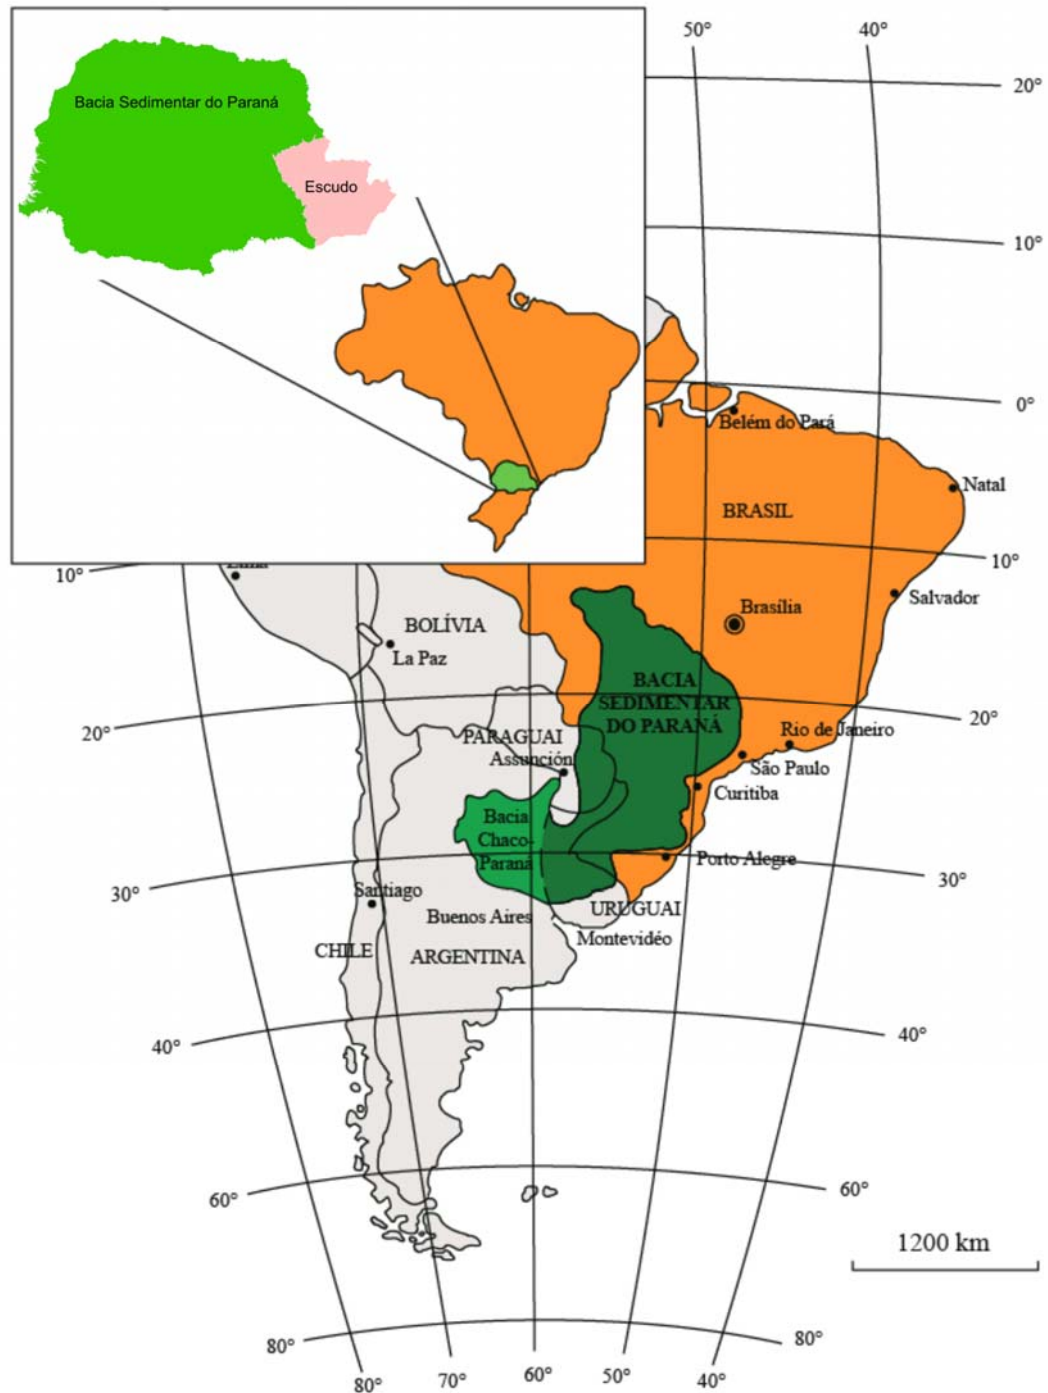 50°
40°
20°
Bacia Sedimentar do Paraná
Escudo
10°
0°
Belém do Pará
Natal
BRASIL
10°
10°
Lima
Brasília
Salvador
BOLÍVIA
La Paz
BACIA
SEDIMENTAR
DO PARANÁ
20°
20°
Rio de Janeiro
PARAGUAI
Assunción
São Paulo
Curitiba
Bacia
Chaco-
Paraná
Porto Alegre
30°
30°
Santiago
Buenos Aires
URUGUAI
Montevidéo
CHILE
ARGENTINA
40°
40°
60°
60°
1200 km
80°
80°
80°
70°
60°
50°
40°